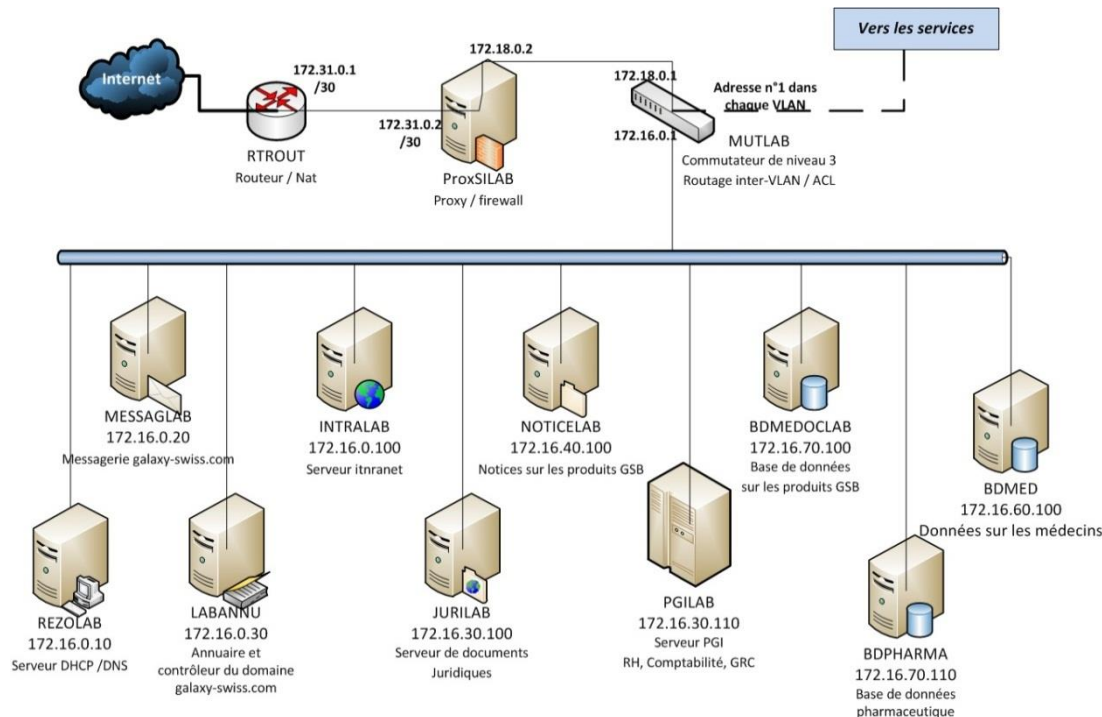 Vers les services
172.18.0.2
Internet
172.31.0.1
/30
172.18.0.1
Adresse n°1 dans
chaque VLAN
172.31.0.2
/30
172.16.0.1
RTROUT
Routeur / Nat
ProxSILAB
Proxy / firewall
MUTLAB
Commutateur de niveau 3
Routage inter-VLAN / ACL
MESSAGLAB
172.16.0.20
Messagerie galaxy-swiss.com
INTRALAB
172.16.0.100
Serveur itnranet
NOTICELAB
172.16.40.100
Notices sur les produits GSB
BDMEDOCLAB
172.16.70.100
Base de données
sur les produits GSB
BDMED
172.16.60.100
Données sur les médecins
REZOLAB
172.16.0.10
Serveur DHCP /DNS
LABANNU
172.16.0.30
Annuaire et
contrôleur du domaine
galaxy-swiss.com
JURILAB
172.16.30.100
Serveur de documents
Juridiques
PGILAB
172.16.30.110
Serveur PGI
RH, Comptabilité, GRC
BDPHARMA
172.16.70.110
Base de données
pharmaceutique